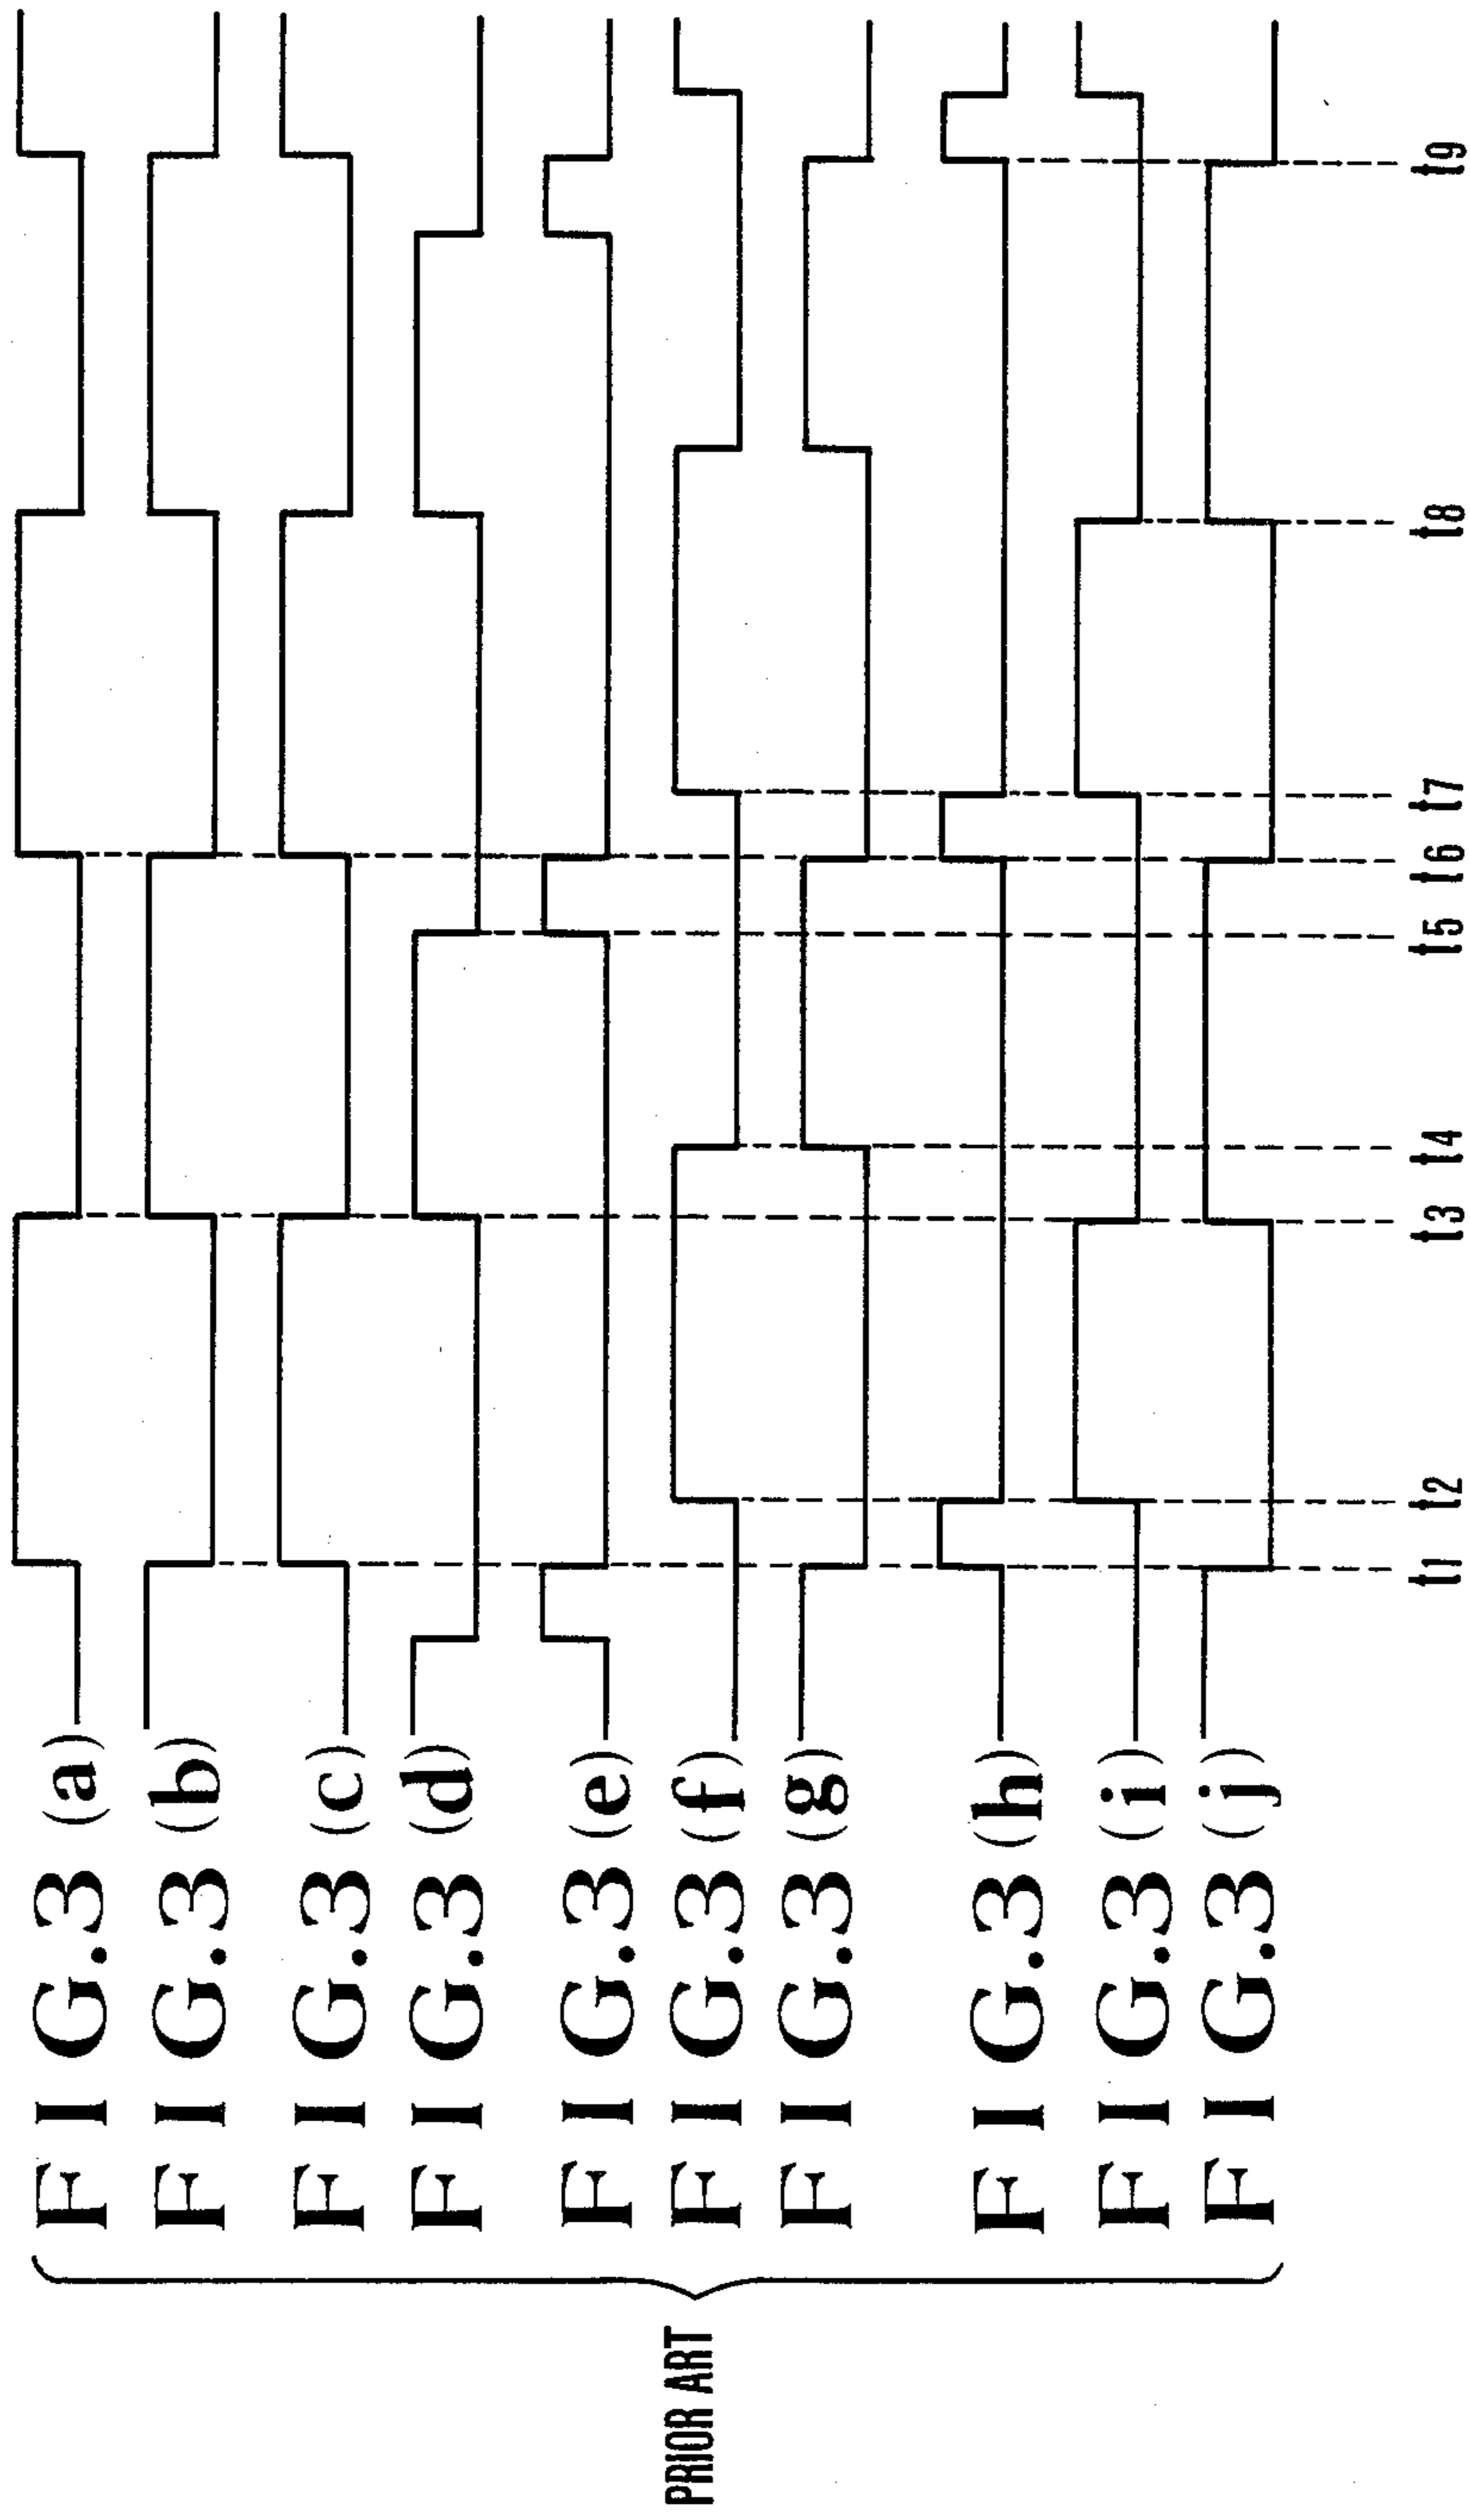 PRIOR ART
FIG.3 (a)
FIG.3 (b)
FIG.3 (c)
FIG.3 (d)
FIG.3 (e)
FIG.3 (f)
FIG.3 (g)
FIG.3 (h)
FIG.3 (i)
FIG.3 (j)
t1 t2 t3 t4 t5 t6 t7 t8 t9